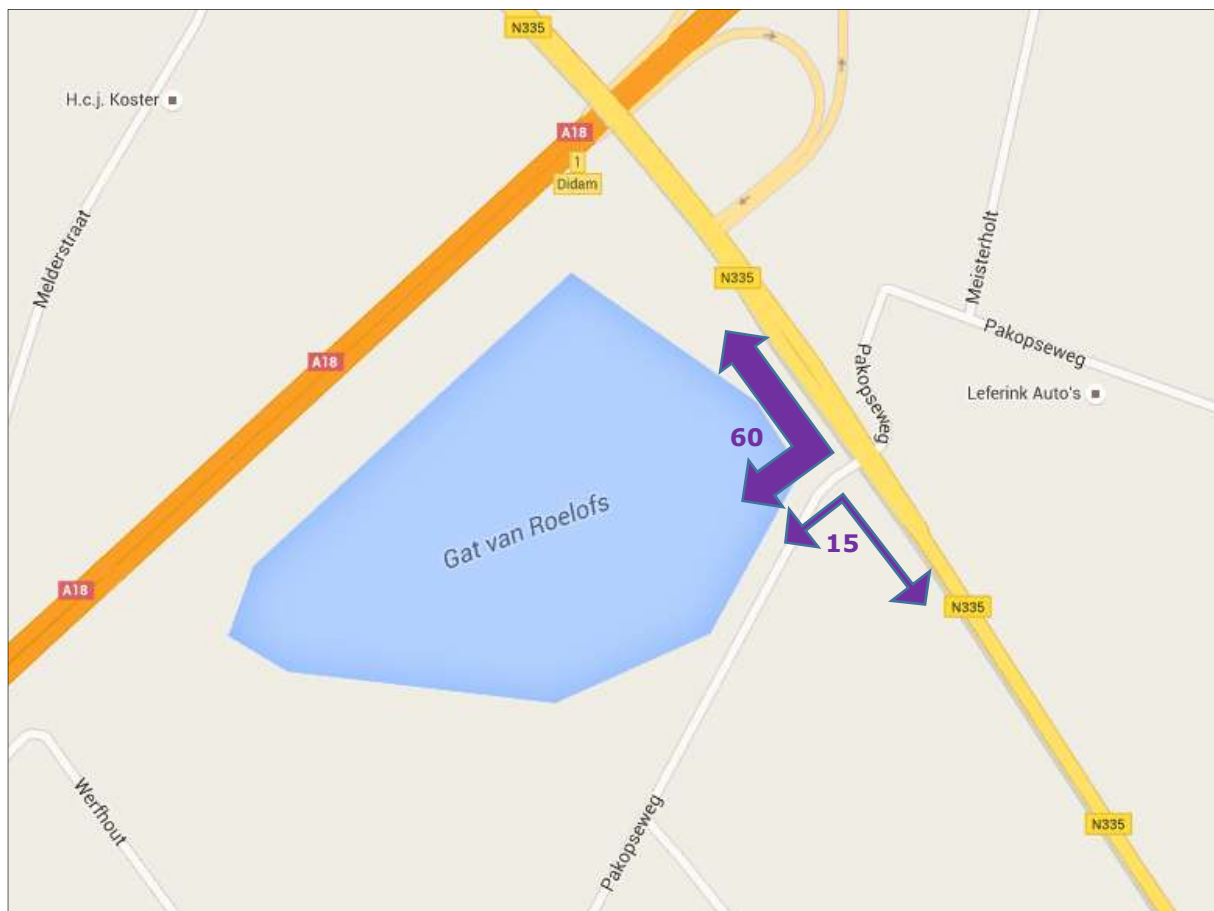 N335
H.c.j. Koster
A18
1
Didam
Melderstraat
Meisterholt
N335
Pakopseweg
A18
Pakopseweg
Leferink Auto's
60
Gat van Roelofs
15
A18
N335
Werfhout
Pakopseweg
N335